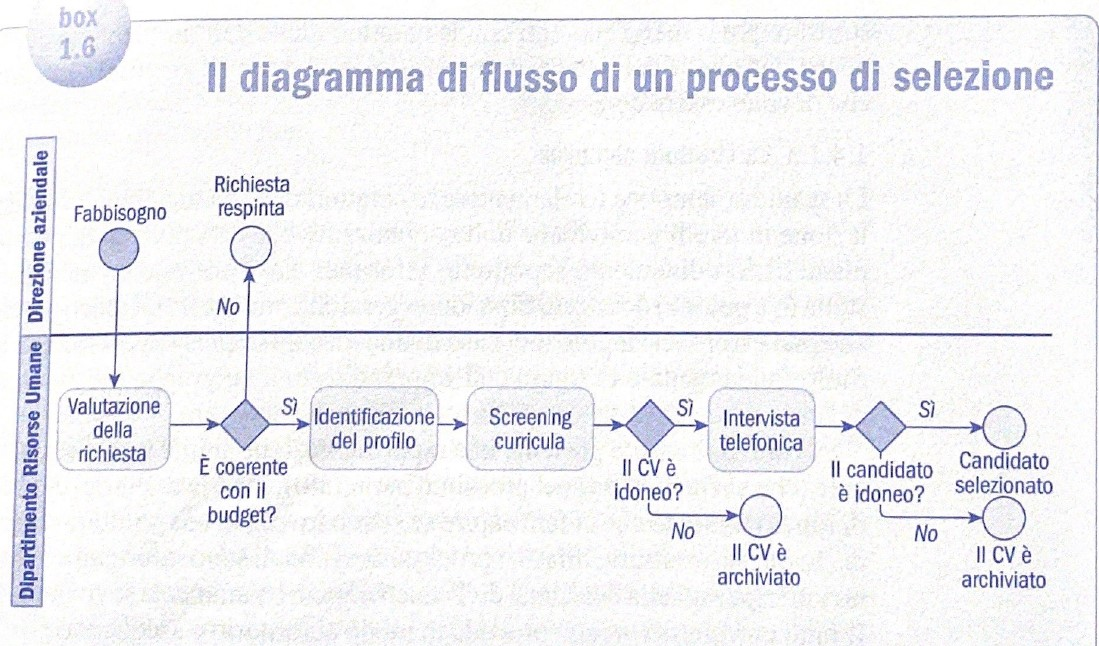 box
1.6
Il diagramma di flusso di un processo di selezione
Direzione aziendale
Fabbisogno
Richiesta
respinta
No
Dipartimento Risorse Umane
Valutazione
della
richiesta
È coerente
con il
budget?
Sì
Identificazione
del profilo
Screening
curricula
Il CV è
idoneo?
Sì
No
Il CV è
archiviato
Intervista
telefonica
Il candidato
è idoneo?
Sì
Candidato
selezionato
No
Il CV è
archiviato